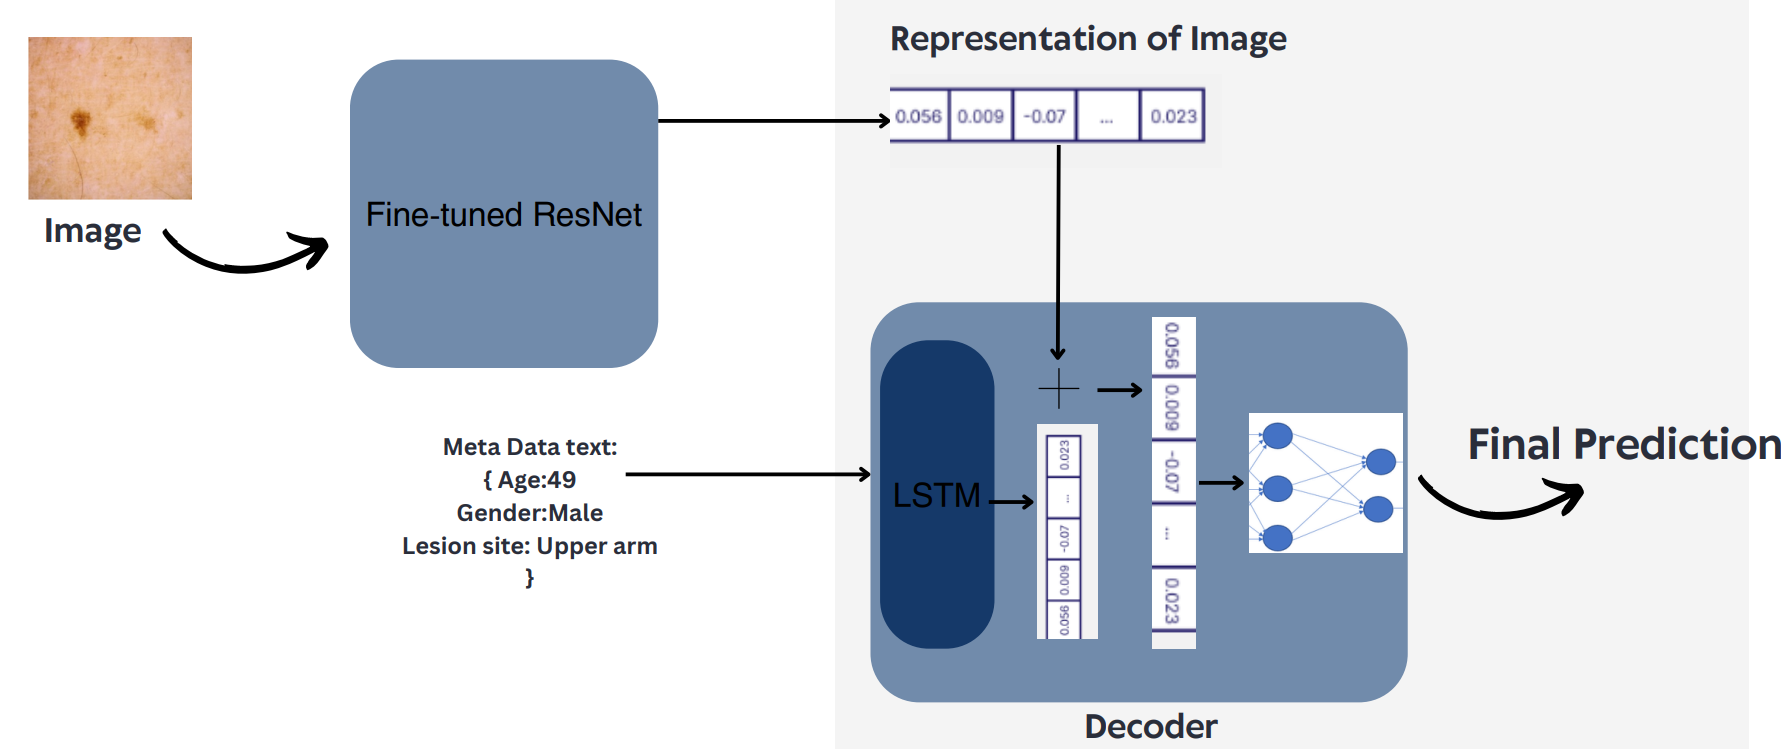 Representation of Image
0.056 0.009 -0.07 ... 0.023
Image
Fine-tuned ResNet
Meta Data text:
{ Age:49
Gender:Male
Lesion site: Upper arm
}
LSTM
0.056 0.009 -0.07 ... 0.023
0.056 0.009 -0.07 ... 0.023
Final Prediction
Decoder